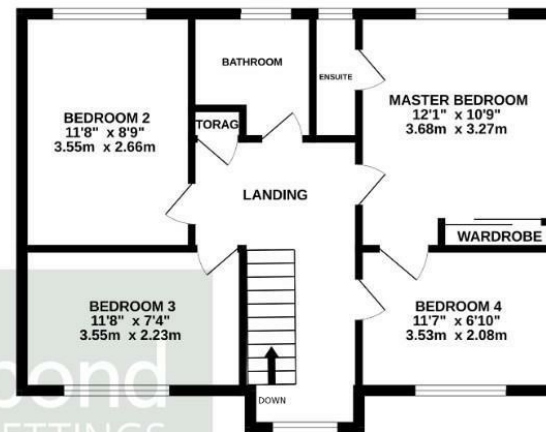 BATHROOM
ENSUITE
BEDROOM 2
11'8" x 8'9"
3.55m x 2.66m
TORAG
MASTER BEDROOM
12'1" x 10'9"
3.68m x 3.27m
LANDING
WARDROBE
BEDROOM 3
11'8" x 7'4"
3.55m x 2.23m
BEDROOM 4
11'7" x 6'10"
3.53m x 2.08m
DOWN
pond
ETTINGS